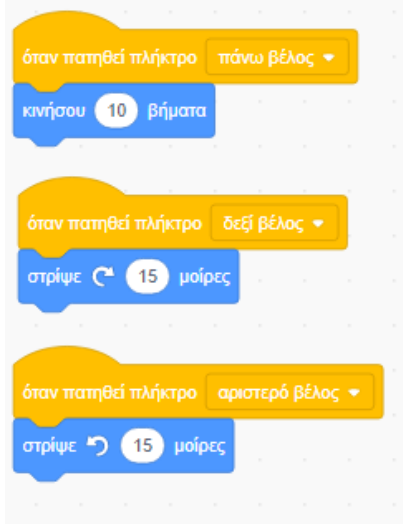 όταν πατηθεί πλήκτρο πάνω βέλος
κινήσου 10 βήματα
όταν πατηθεί πλήκτρο δεξί βέλος
στρίψε 15 μοίρες
όταν πατηθεί πλήκτρο αριστερό βέλος
στρίψε 15 μοίρες